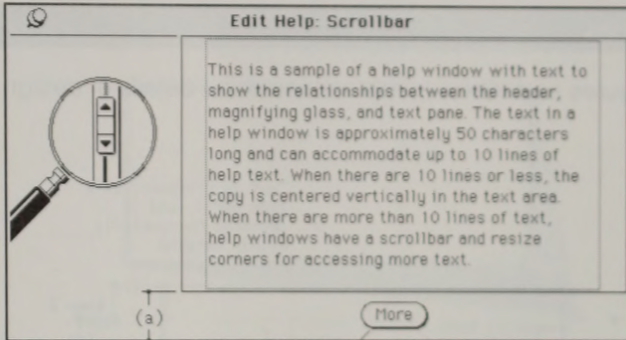 Edit Help: Scrollbar
This is a sample of a help window with text to
show the relationships between the header,
magnifying glass, and text pane. The text in a
help window is approximately 50 characters
long and can accommodate up to 10 lines of
help text. When there are 10 lines or less, the
copy is centered vertically in the text area.
When there are more than 10 lines of text,
help windows have a scrollbar and resize
corners for accessing more text.
(a)
More